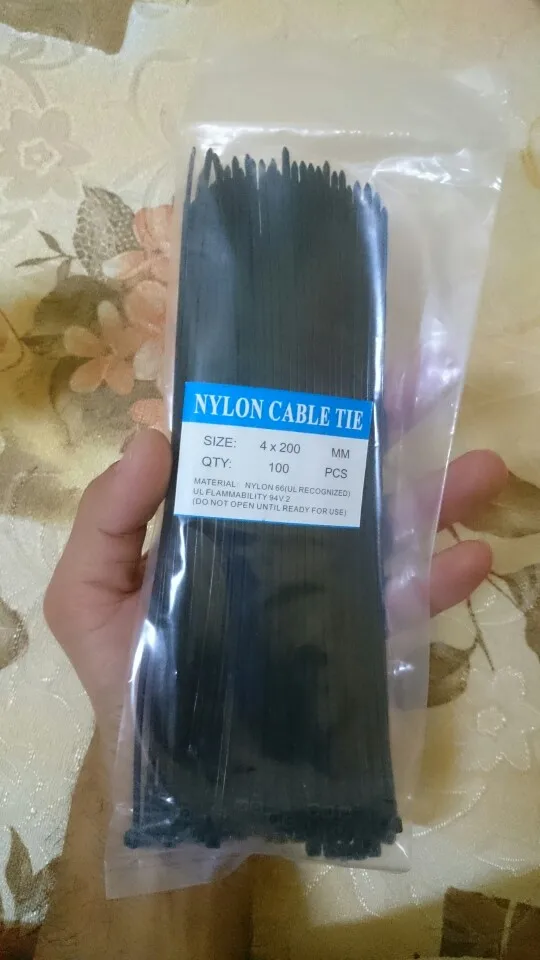 NYLON CABLE TIE
SIZE: 4 x 200 MM
QTY: 100 PCS
MATERIAL: NYLON 66(UL RECOGNIZED)
UL FLAMMABILITY 94V 2
(DO NOT OPEN UNTIL READY FOR USE)